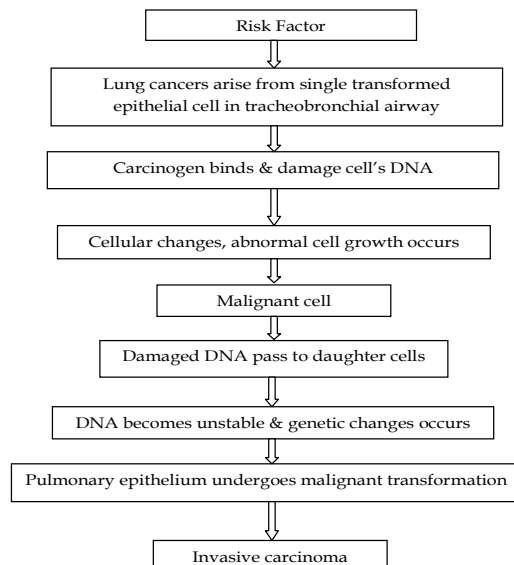 Risk Factor
Lung cancers arise from single transformed
epithelial cell in tracheobronchial airway
Carcinogen binds & damage cell's DNA
Cellular changes, abnormal cell growth occurs
Malignant cell
Damaged DNA pass to daughter cells
DNA becomes unstable & genetic changes occurs
Pulmonary epithelium undergoes malignant transformation
Invasive carcinoma